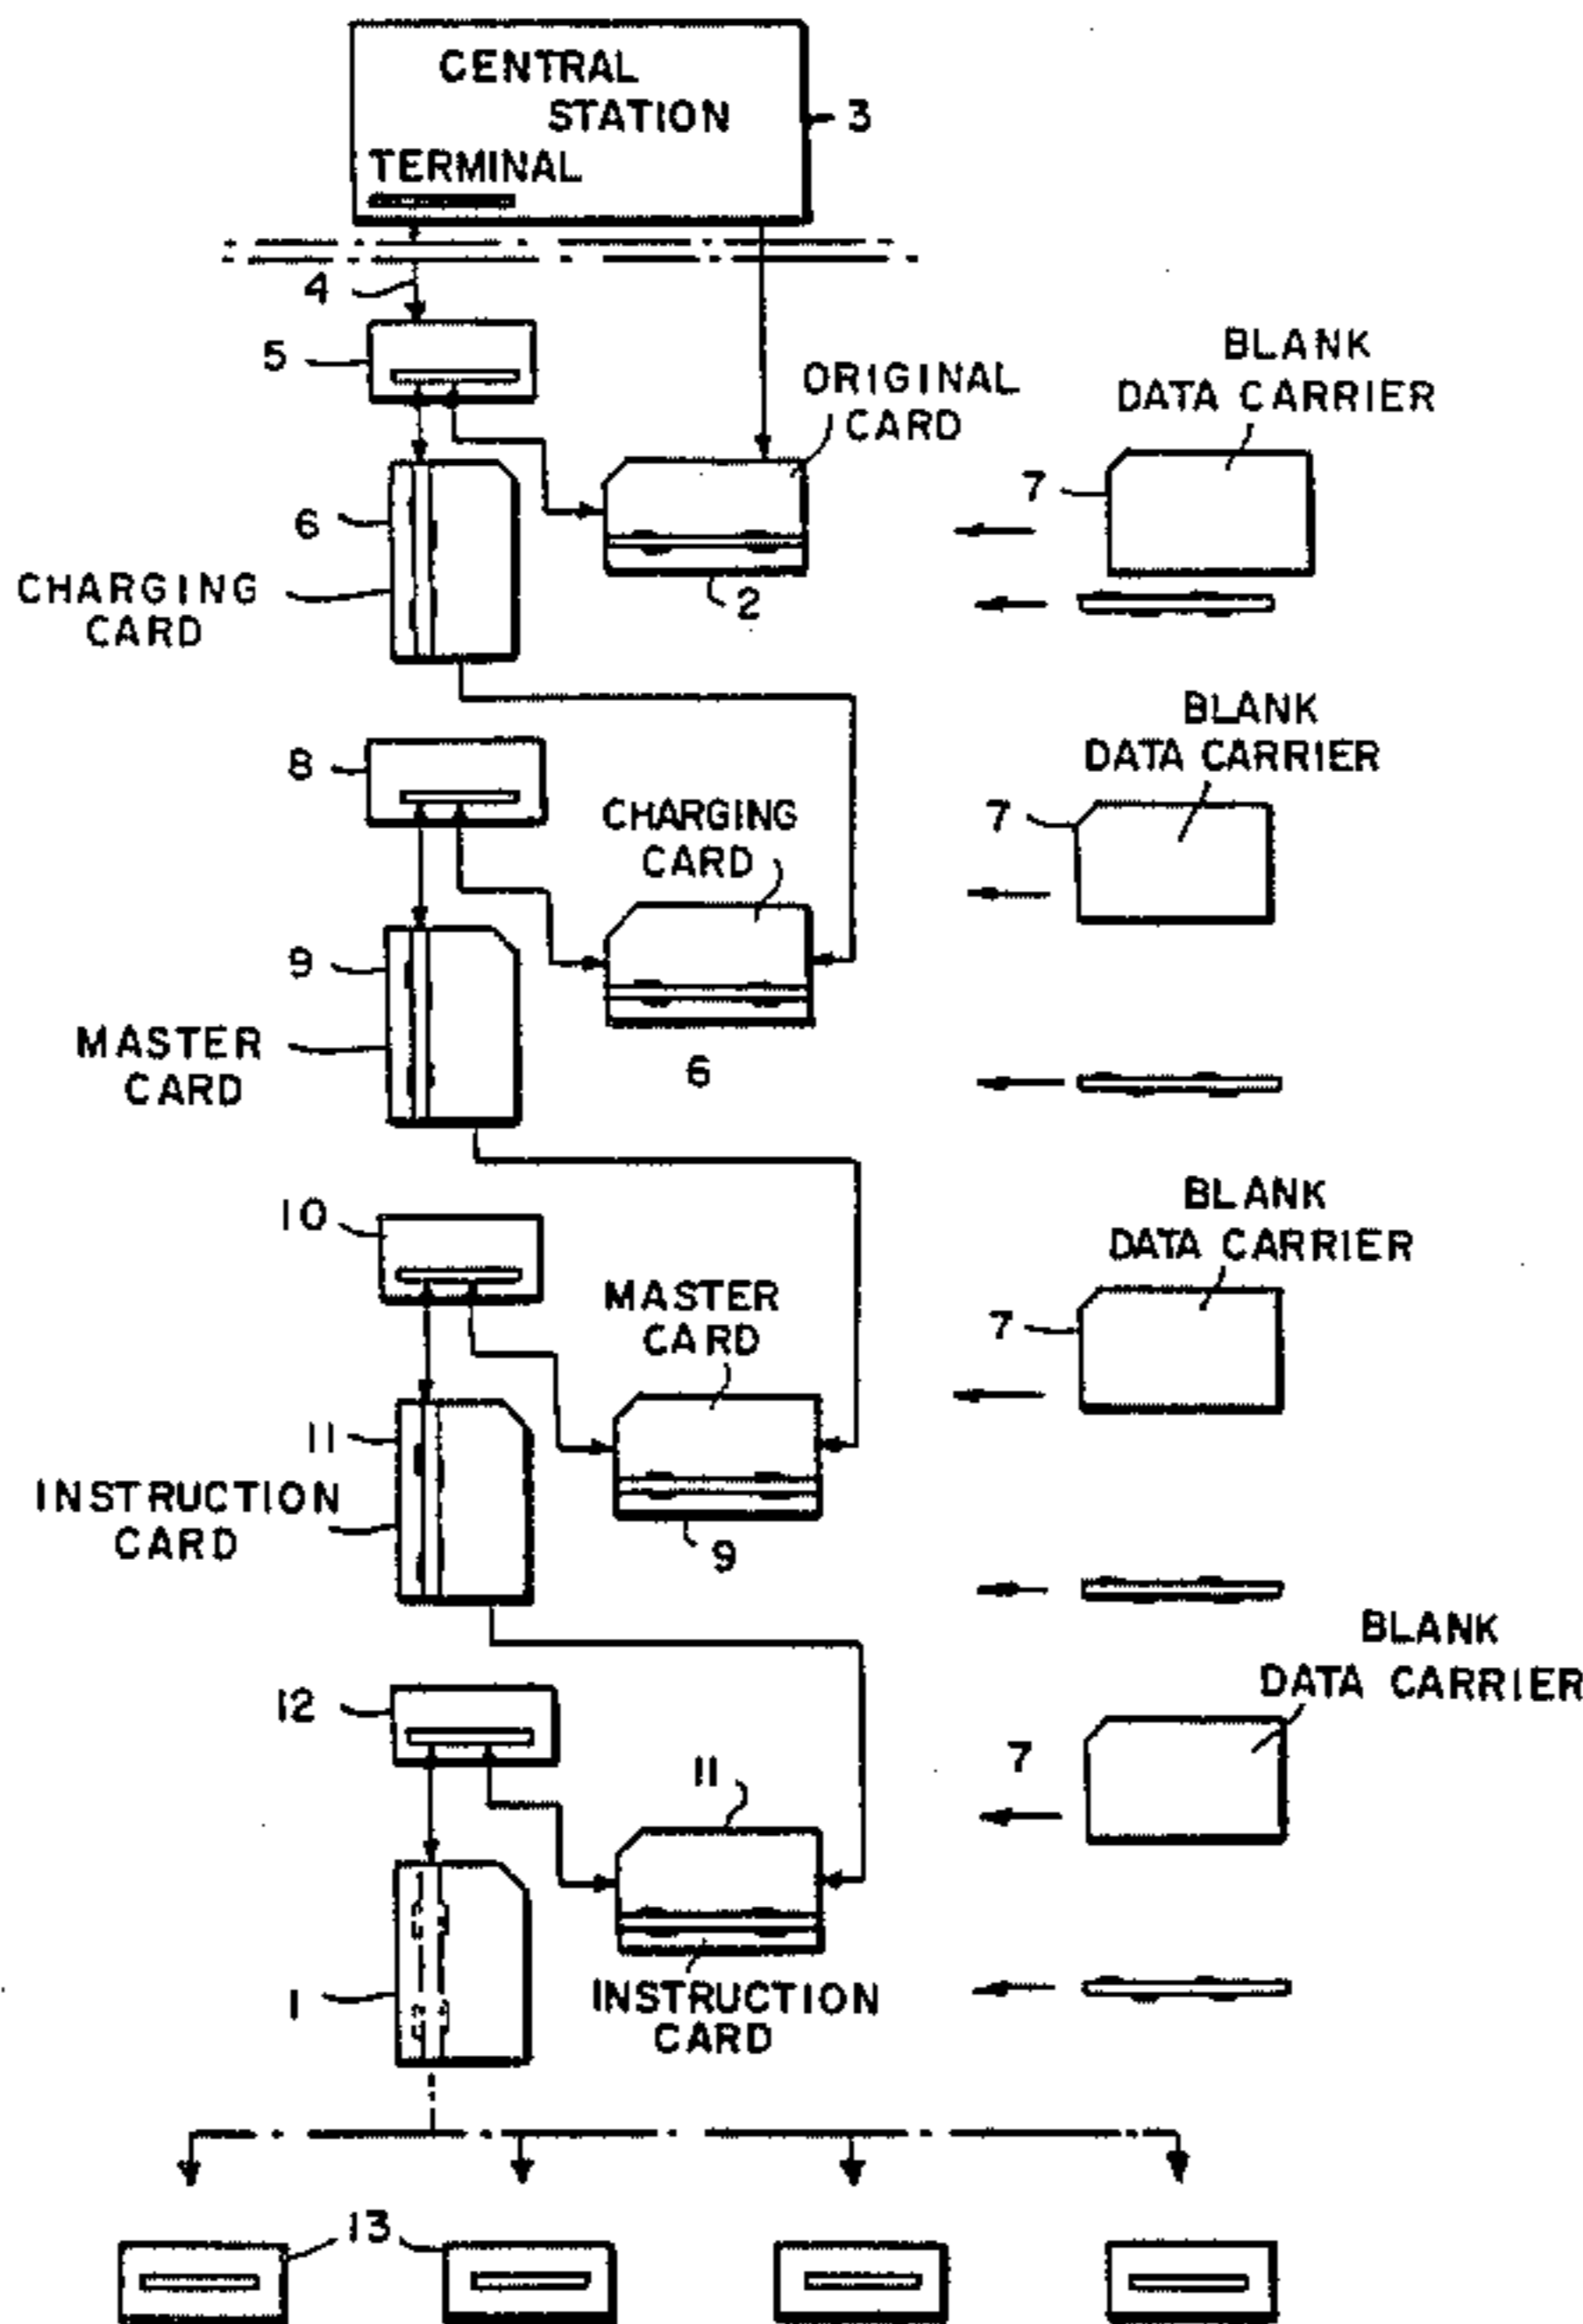 CENTRAL
STATION
TERMINAL
3
4
5
ORIGINAL
CARD
BLANK
DATA CARRIER
7
6
CHARGING
CARD
2
BLANK
DATA CARRIER
8
CHARGING
CARD
7
9
MASTER
CARD
6
BLANK
DATA CARRIER
10
MASTER
CARD
7
11
INSTRUCTION
CARD
9
BLANK
DATA CARRIER
12
11
7
1
INSTRUCTION
CARD
13